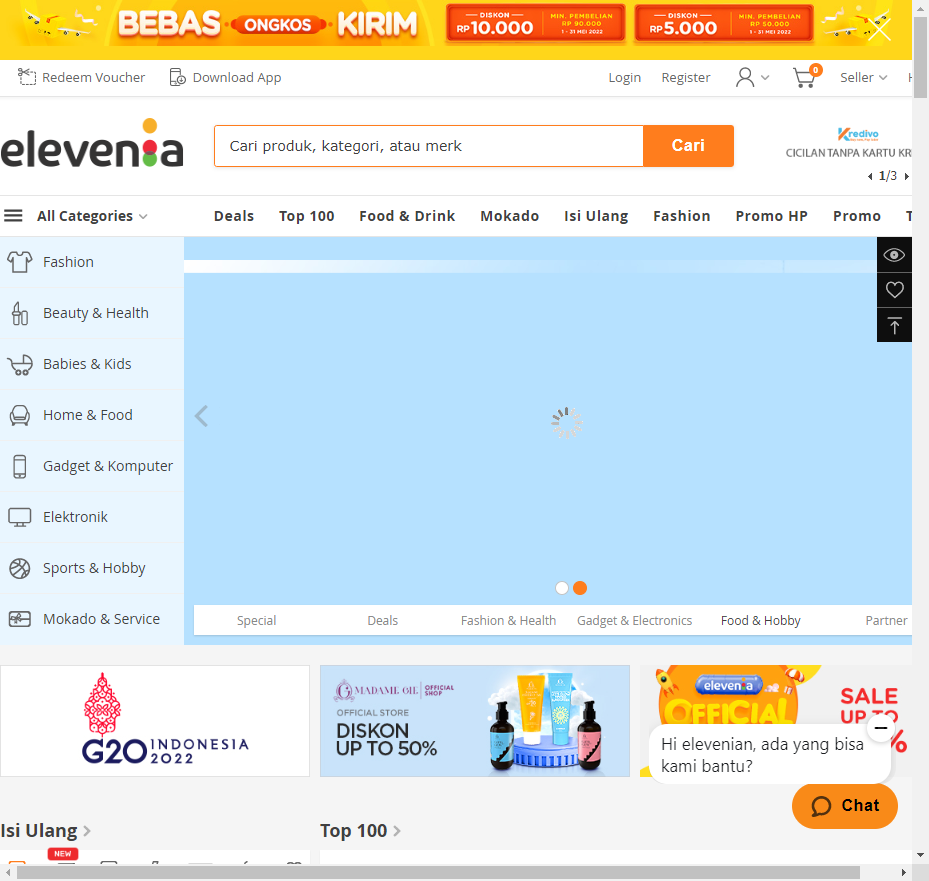 BEBAS ONGKOS KIRIM
DISKON
RP10.000
MIN. PEMBELIAN
RP 90.000
1 - 31 MEI 2022
DISKON
RP5.000
MIN. PEMBELIAN
RP 50.000
1 - 31 MEI 2022
Redeem Voucher
Download App
Login
Register
0
Seller
elevenia
Cari produk, kategori, atau merk
Cari
Kredivo
CICILAN TANPA KARTU KR
1/3
All Categories
Deals
Top 100
Food & Drink
Mokado
Isi Ulang
Fashion
Promo HP
Promo
Fashion
Beauty & Health
Babies & Kids
Home & Food
Gadget & Komputer
Elektronik
Sports & Hobby
Mokado & Service
Special
Deals
Fashion & Health
Gadget & Electronics
Food & Hobby
Partner
G20 INDONESIA
2022
MADAME GIE OFFICIAL
SHOP
OFFICIAL STORE
DISKON
UP TO 50%
elevenia
OFFICIAL
SALE
UP TO
%
Hi elevenian, ada yang bisa
kami bantu?
Chat
Isi Ulang
Top 100
NEW